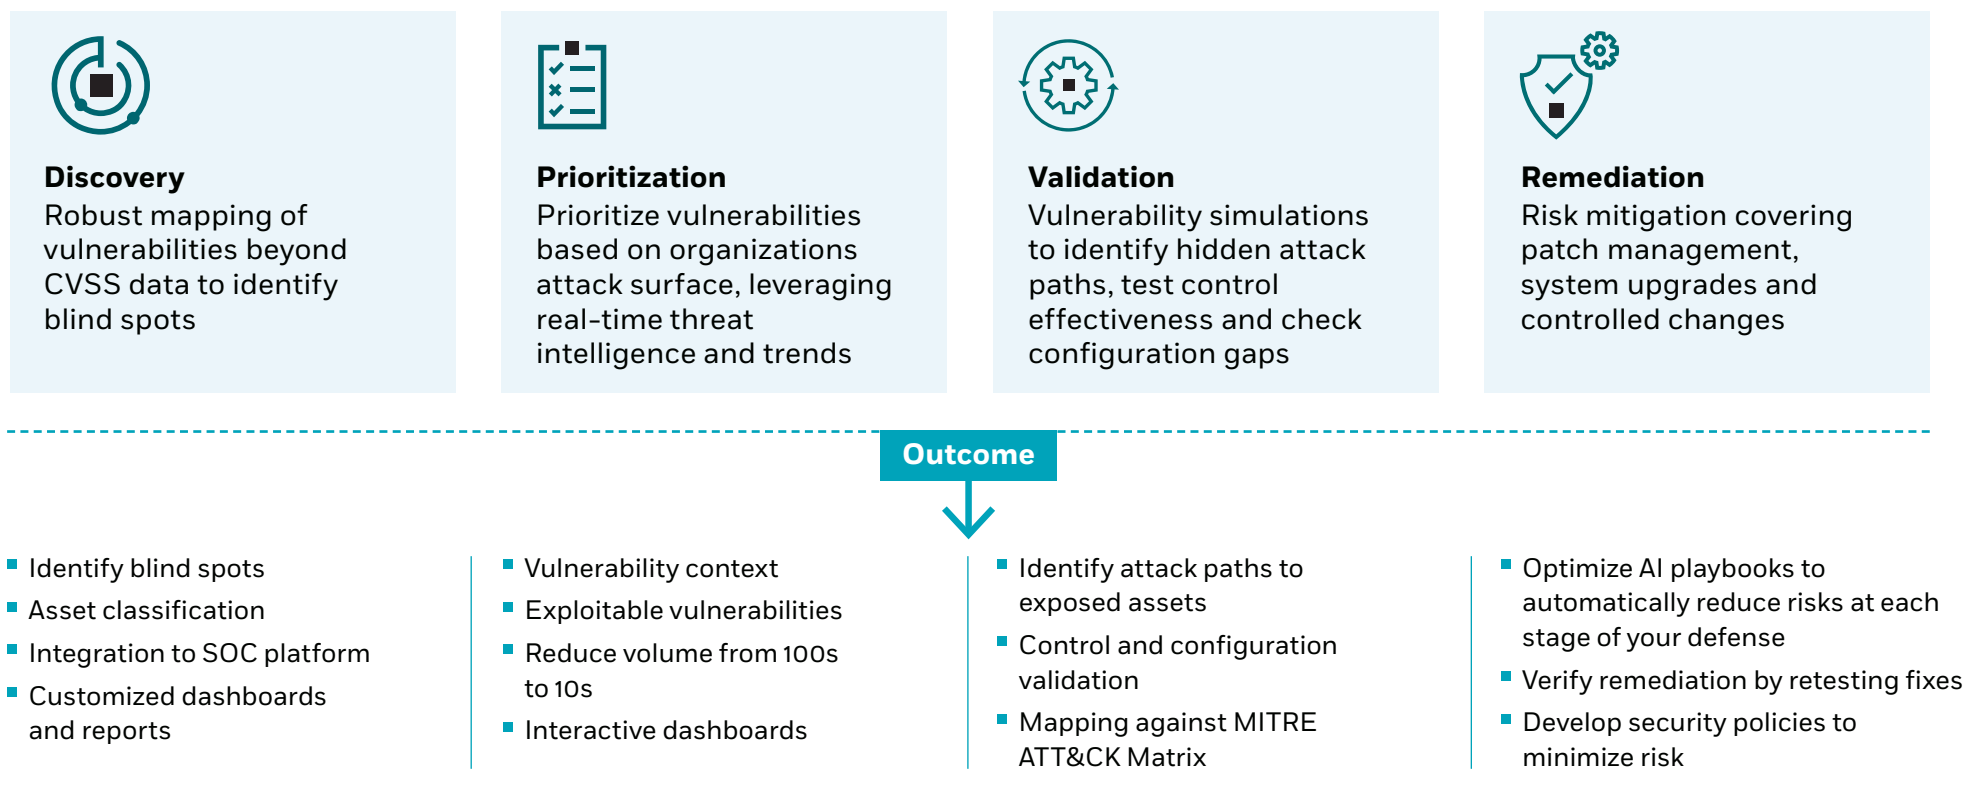 Discovery
Robust mapping of
vulnerabilities beyond
CVSS data to identify
blind spots
Prioritization
Prioritize vulnerabilities
based on organizations
attack surface, leveraging
real-time threat
intelligence and trends
Validation
Vulnerability simulations
to identify hidden attack
paths, test control
effectiveness and check
configuration gaps
Remediation
Risk mitigation covering
patch management,
system upgrades and
controlled changes
Outcome
Identify blind spots
Asset classification
Integration to SOC platform
Customized dashboards
and reports
Vulnerability context
Exploitable vulnerabilities
Reduce volume from 100s
to 10s
Interactive dashboards
Identify attack paths to
exposed assets
Control and configuration
validation
Mapping against MITRE
ATT&CK Matrix
Optimize AI playbooks to
automatically reduce risks at each
stage of your defense
Verify remediation by retesting fixes
Develop security policies to
minimize risk